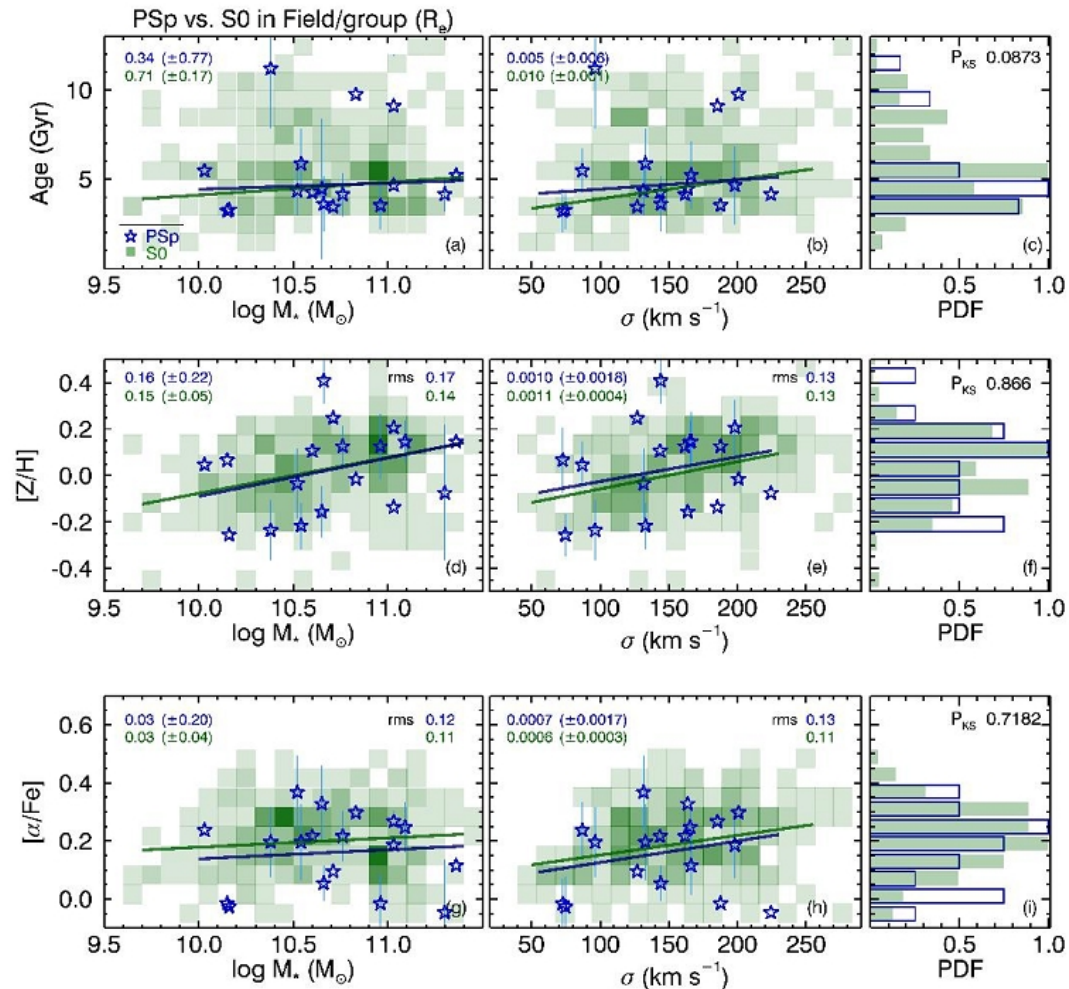 PSp vs. S0 in Field/group (Re)
0.34 (±0.77)
0.71 (±0.17)
0.005 (±0.006)
0.010 (±0.001)
PKS 0.0873
Age (Gyr)
10
5
PSp
S0
(a)
(b)
(c)
9.5 10.0 10.5 11.0
50 100 150 200 250
0.5 1.0
log M* (M⊙)
σ (km s⁻¹)
PDF
0.16 (±0.22)
0.15 (±0.05)
rms 0.17
0.14
0.0010 (±0.0018)
0.0011 (±0.0004)
rms 0.13
0.13
PKS 0.866
[Z/H]
0.4
0.2
0.0
-0.2
-0.4
(d)
(e)
(f)
9.5 10.0 10.5 11.0
50 100 150 200 250
0.5 1.0
log M* (M⊙)
σ (km s⁻¹)
PDF
0.03 (±0.20)
0.03 (±0.04)
rms 0.12
0.11
0.0007 (±0.0017)
0.0006 (±0.0003)
rms 0.13
0.11
PKS 0.7182
[α/Fe]
0.6
0.4
0.2
0.0
(g)
(h)
(i)
9.5 10.0 10.5 11.0
50 100 150 200 250
0.5 1.0
log M* (M⊙)
σ (km s⁻¹)
PDF